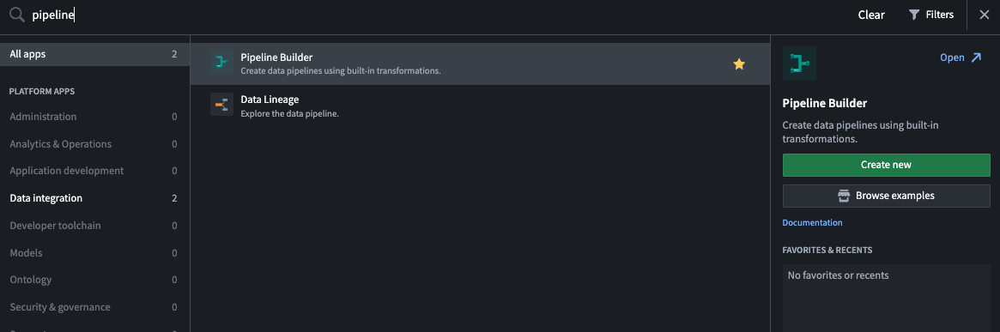 pipeline
Clear
Filters
All apps 2
PLATFORM APPS
Administration 0
Analytics & Operations 0
Application development 0
Data integration 2
Developer toolchain 0
Models 0
Ontology 0
Security & governance 0
Pipeline Builder
Create data pipelines using built-in transformations.
Data Lineage
Explore the data pipeline.
Open
Pipeline Builder
Create data pipelines using built-in
transformations.
Create new
Browse examples
Documentation
FAVORITES & RECENTS
No favorites or recents